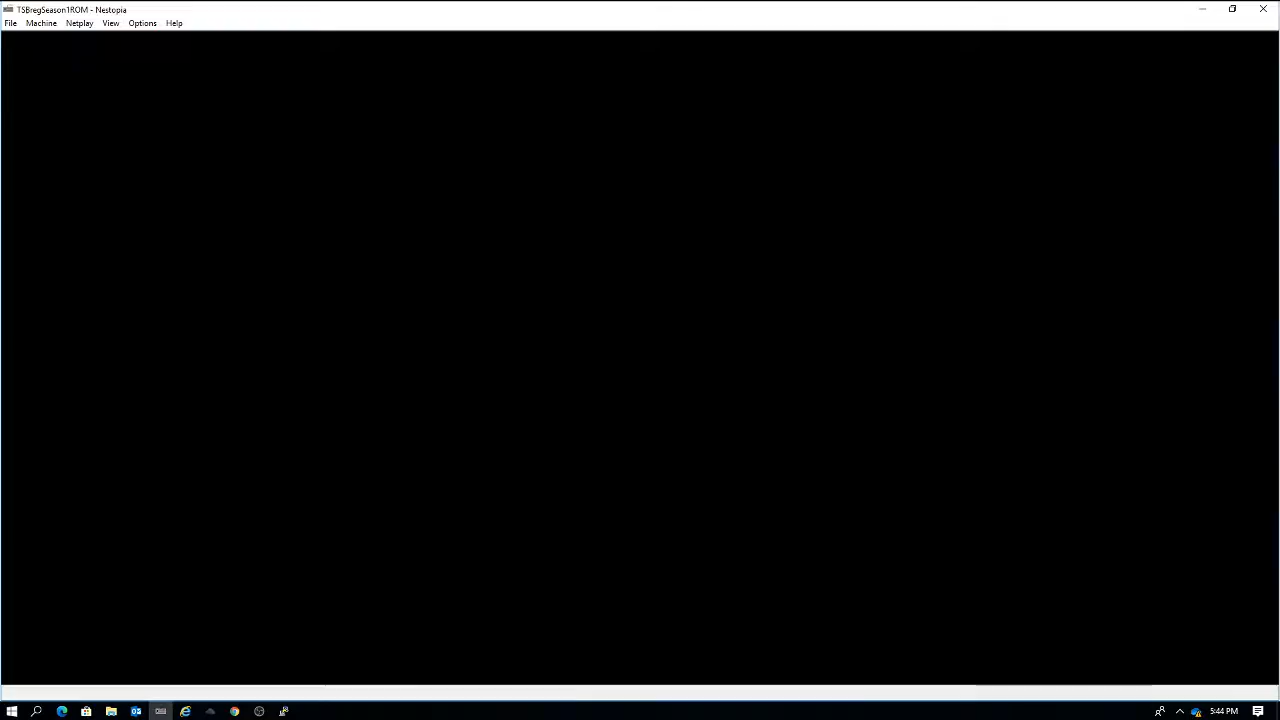 TSBregSeason1ROM - Nestopia
File Machine Netplay View Options Help
5:44 PM